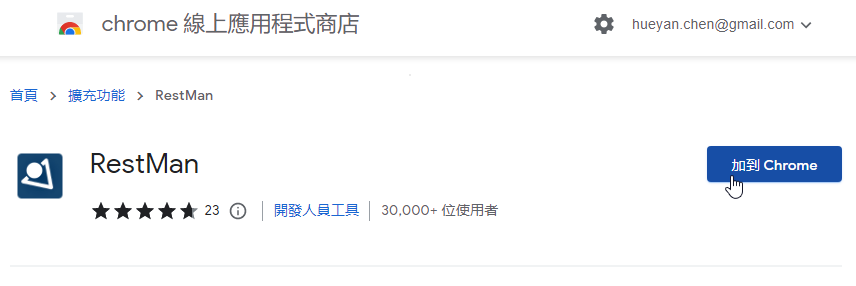 chrome 線上應用程式商店
hueyan.chen@gmail.com
首頁 > 擴充功能 > RestMan
RestMan
加到 Chrome
23 開發人員工具 30,000+ 位使用者